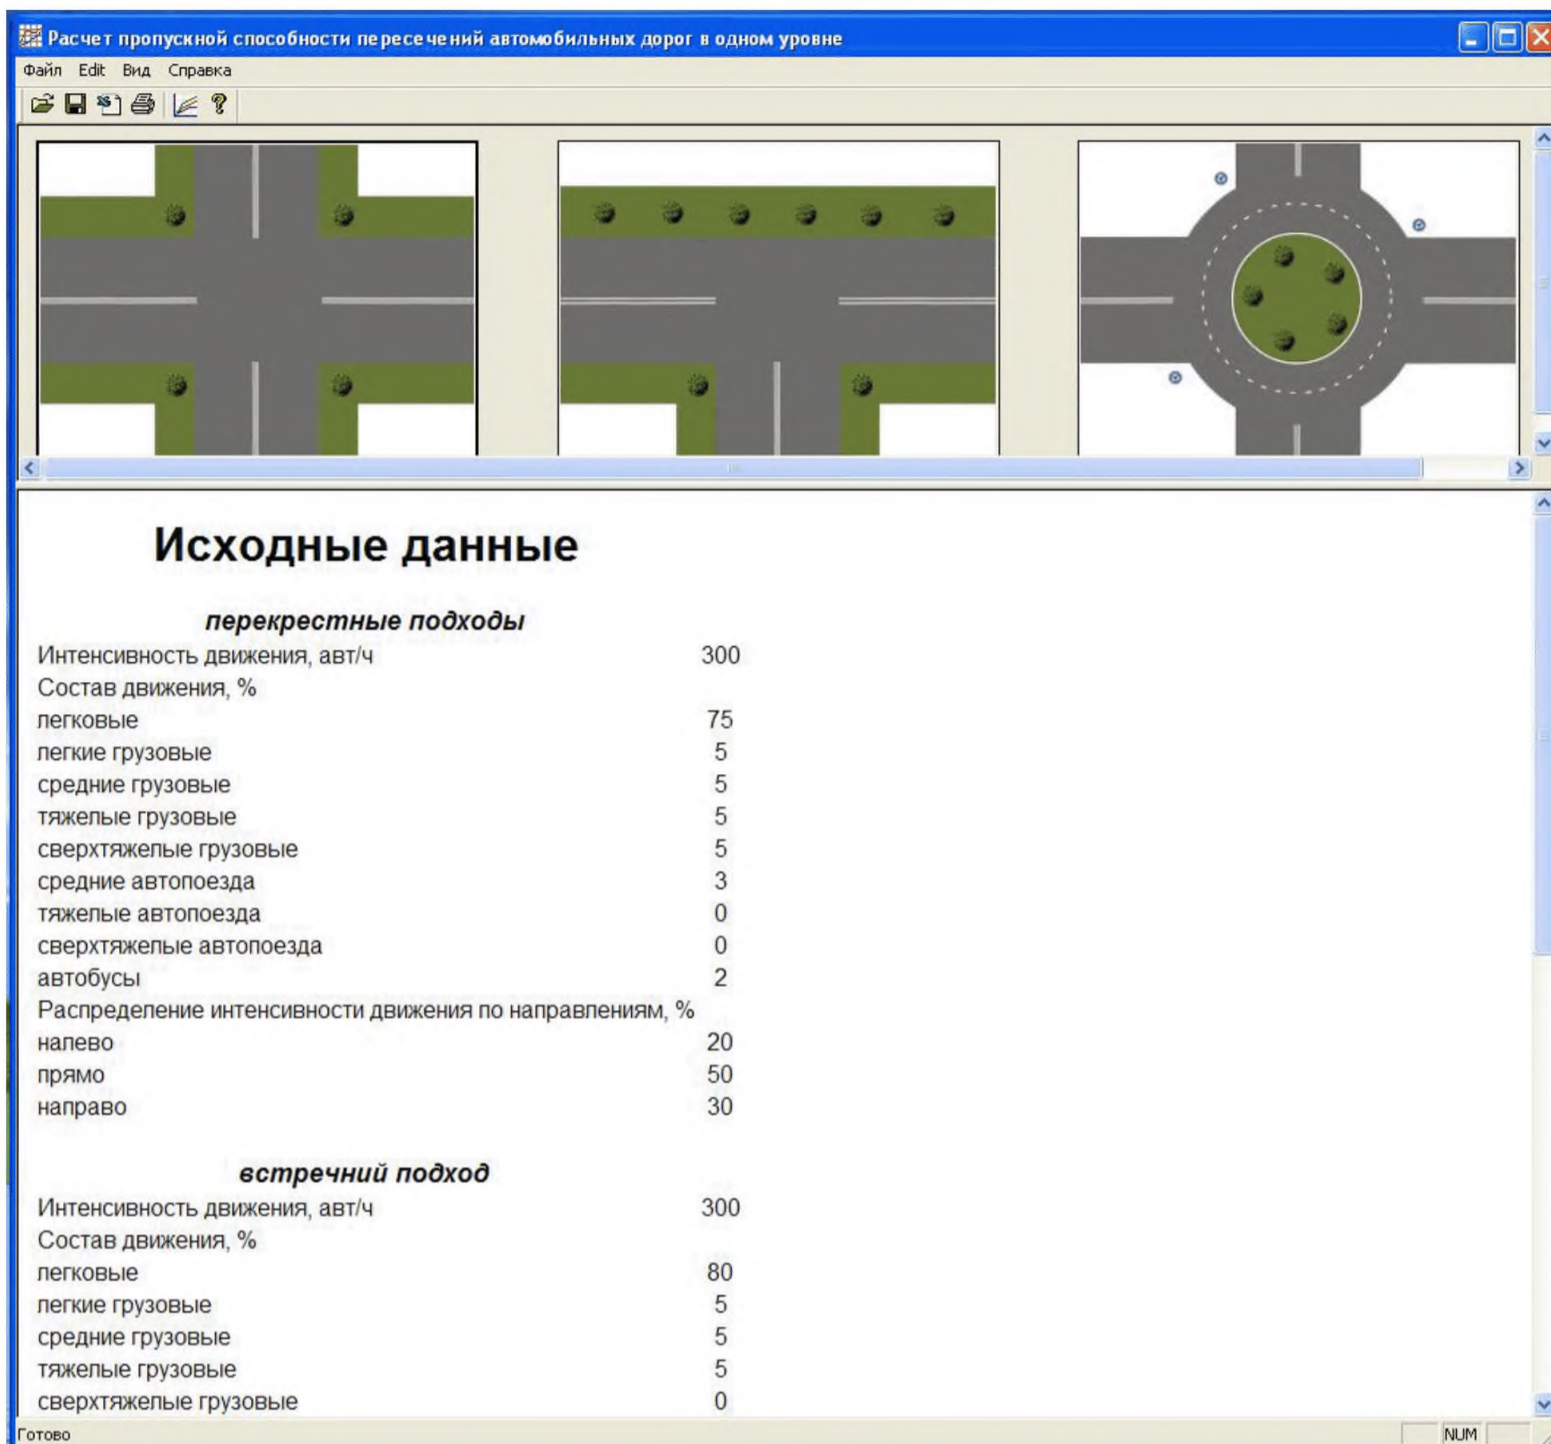 Расчет пропускной способности пересечений автомобильных дорог в одном уровне
Файл Edit Вид Справка
Исходные данные
перекрестные подходы
Интенсивность движения, авт/ч 300
Состав движения, %
легковые 75
легкие грузовые 5
средние грузовые 5
тяжелые грузовые 5
сверхтяжелые грузовые 5
средние автопоезда 3
тяжелые автопоезда 0
сверхтяжелые автопоезда 0
автобусы 2
Распределение интенсивности движения по направлениям, %
налево 20
прямо 50
направо 30
встречний подход
Интенсивность движения, авт/ч 300
Состав движения, %
легковые 80
легкие грузовые 5
средние грузовые 5
тяжелые грузовые 5
сверхтяжелые грузовые 0
Готово NUM